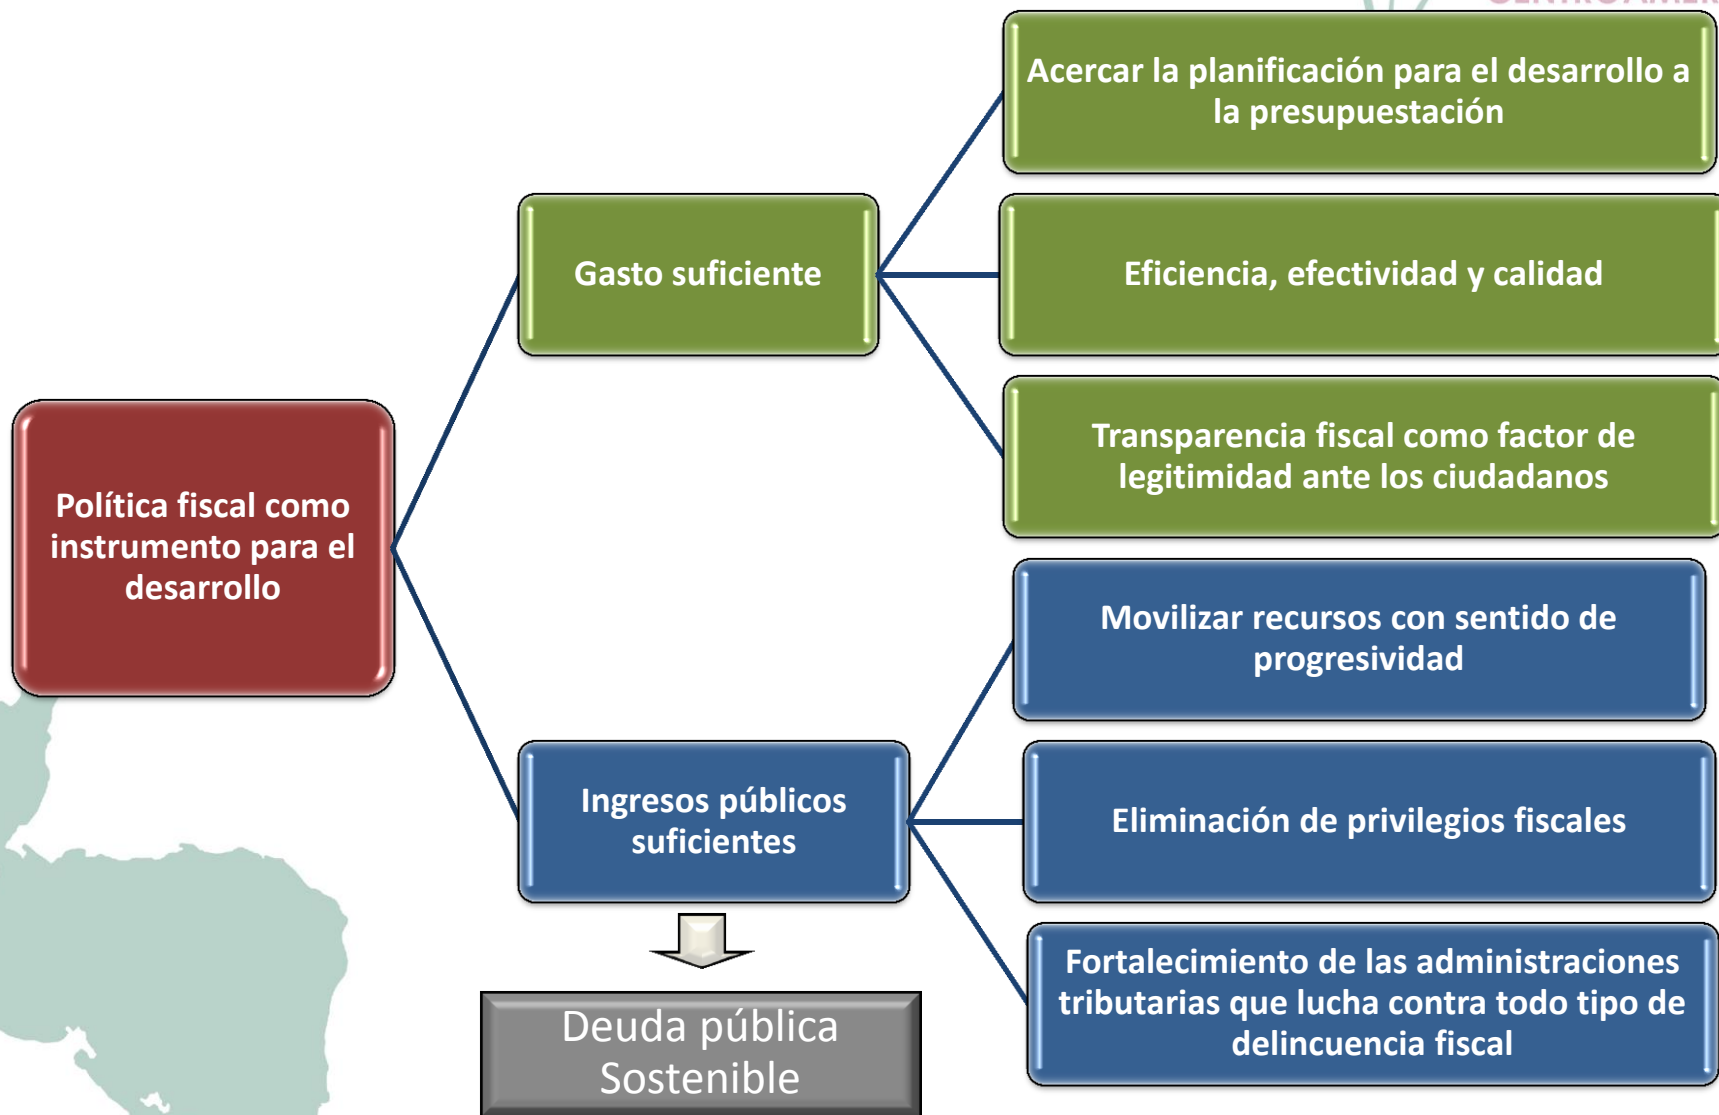 Acercar la planificación para el desarrollo a
la presupuestación
Gasto suficiente
Eficiencia, efectividad y calidad
Transparencia fiscal como factor de
legitimidad ante los ciudadanos
Política fiscal como
instrumento para el
desarrollo
Movilizar recursos con sentido de
progresividad
Ingresos públicos
suficientes
Eliminación de privilegios fiscales
Fortalecimiento de las administraciones
tributarias que lucha contra todo tipo de
delincuencia fiscal
Deuda pública
Sostenible